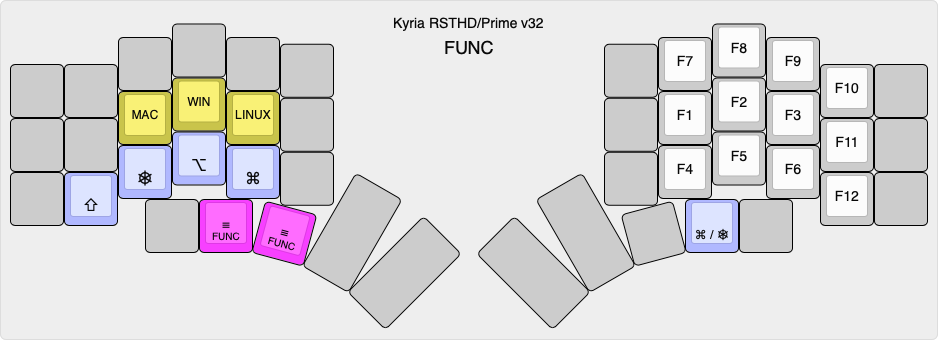 Kyria RSTHD/Prime v32
FUNC
F7 F8 F9
F10
MAC WIN LINUX
F1 F2 F3
F11
⎈ ⌥ ⌘
F4 F5 F6
F12
⇧
≡
FUNC
≡
FUNC
⌘ / ⎈